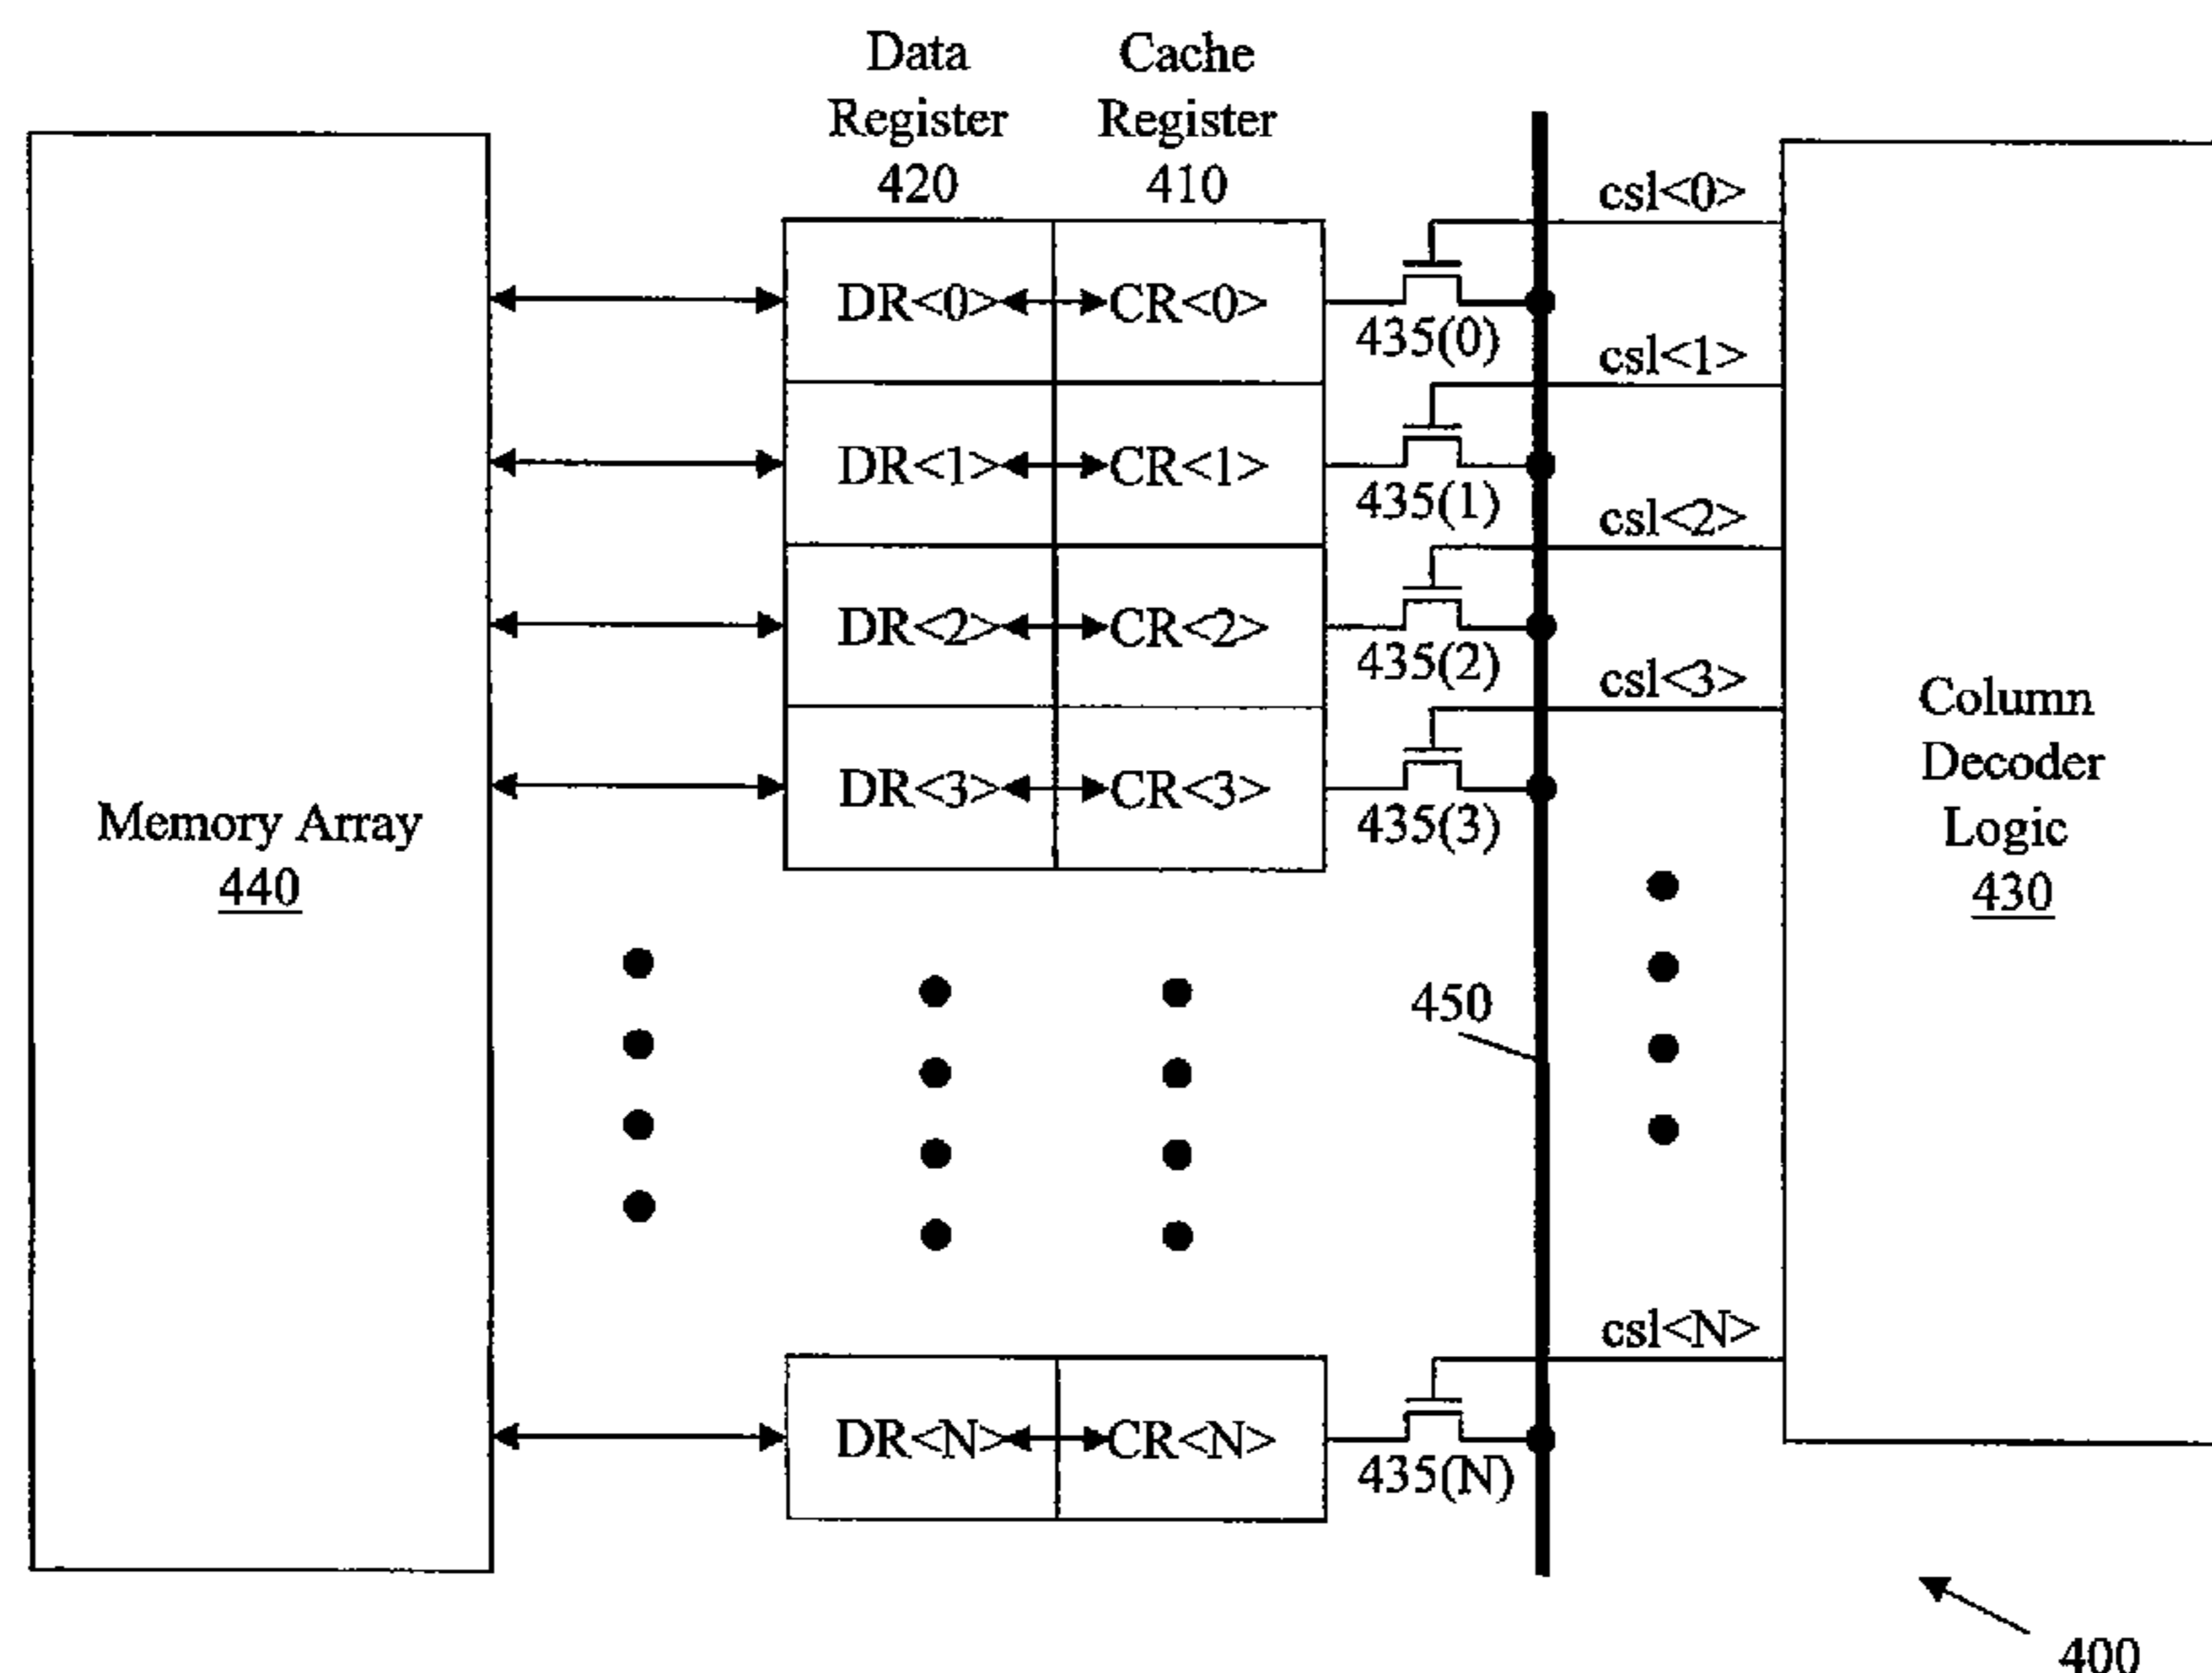 Data
Register
420
Cache
Register
410
csl<0>
DR<0>
CR<0>
435(0)
csl<1>
DR<1>
CR<1>
435(1)
csl<2>
DR<2>
CR<2>
435(2)
csl<3>
DR<3>
CR<3>
435(3)
Memory Array
440
Column
Decoder
Logic
430
450
csl<N>
DR<N>
CR<N>
435(N)
400